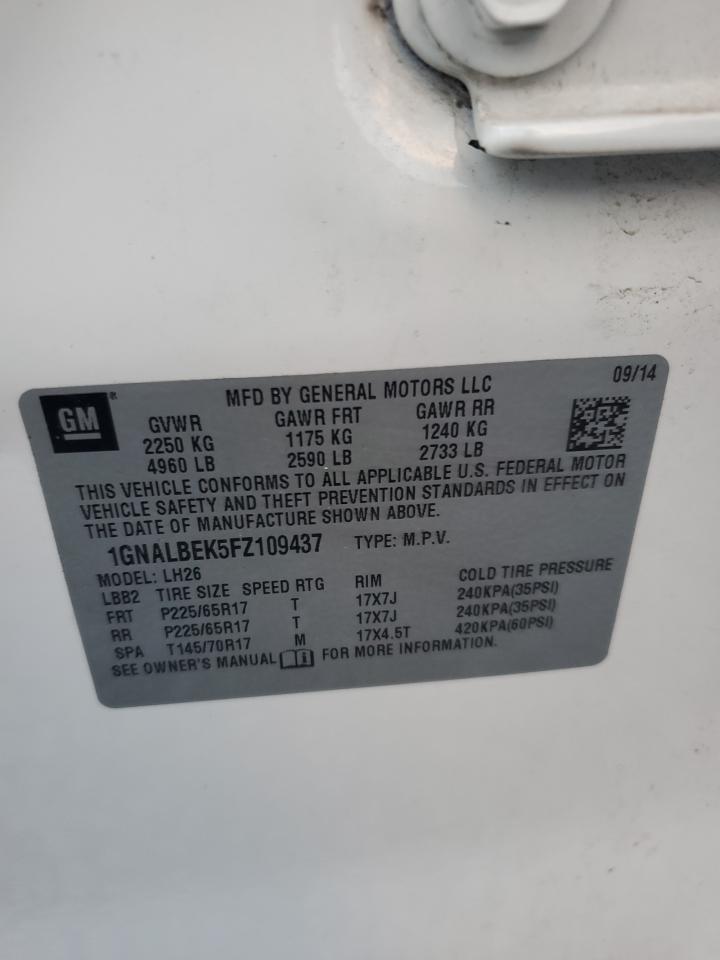 GM® MFD BY GENERAL MOTORS LLC 09/14
GVWR GAWR FRT GAWR RR
2250 KG 1175 KG 1240 KG
4960 LB 2590 LB 2733 LB
THIS VEHICLE CONFORMS TO ALL APPLICABLE U.S. FEDERAL MOTOR
VEHICLE SAFETY AND THEFT PREVENTION STANDARDS IN EFFECT ON
THE DATE OF MANUFACTURE SHOWN ABOVE.
1GNALBEK5FZ109437 TYPE: M.P.V.
MODEL: LH26
LBB2 TIRE SIZE SPEED RTG RIM COLD TIRE PRESSURE
FRT P225/65R17 T 17X7J 240KPA(35PSI)
RR P225/65R17 T 17X7J 240KPA(35PSI)
SPA T145/70R17 M 17X4.5T 420KPA(60PSI)
SEE OWNER'S MANUAL FOR MORE INFORMATION.